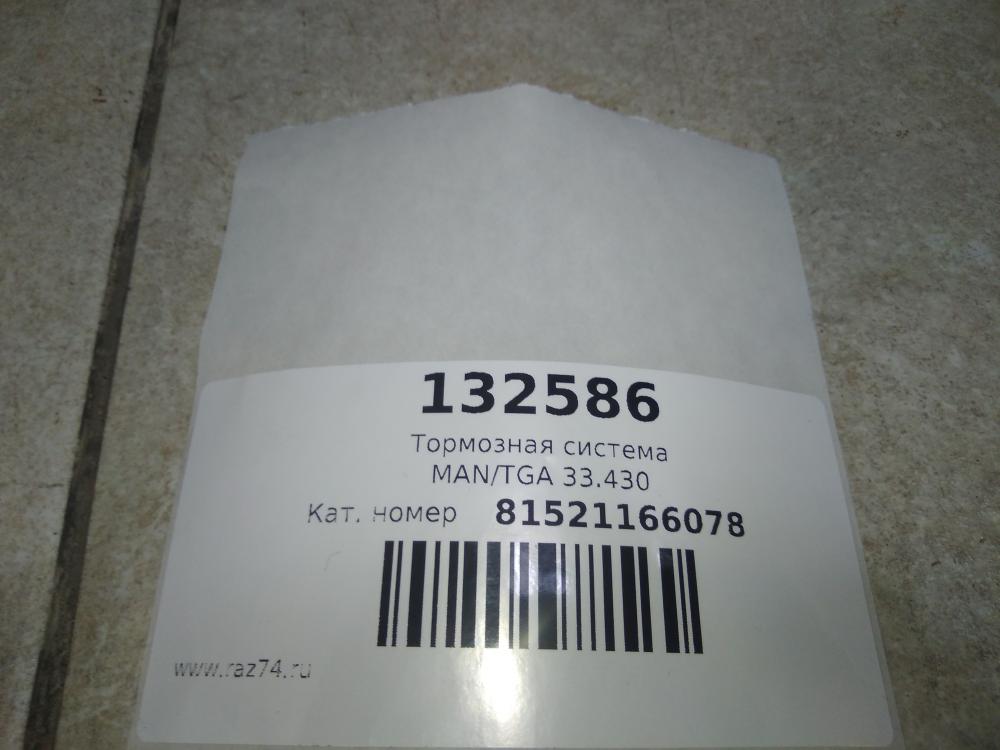 132586
Тормозная система
MAN/TGA 33.430
Кат. номер 81521166078
www.raz74.ru